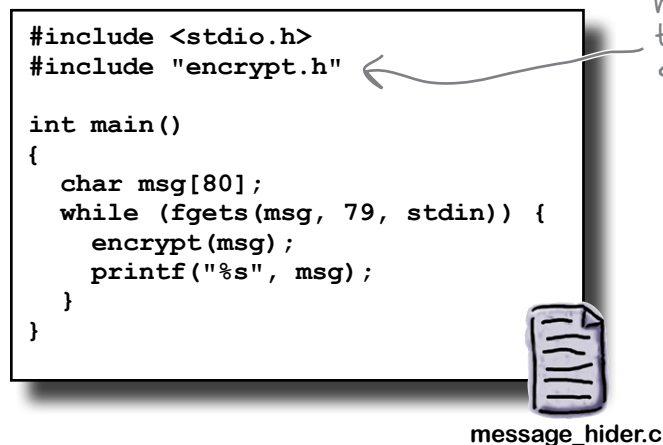 #include <stdio.h>
#include "encrypt.h"
int main()
{
  char msg[80];
  while (fgets(msg, 79, stdin)) {
    encrypt(msg);
    printf("%s", msg);
  }
}
message_hider.c